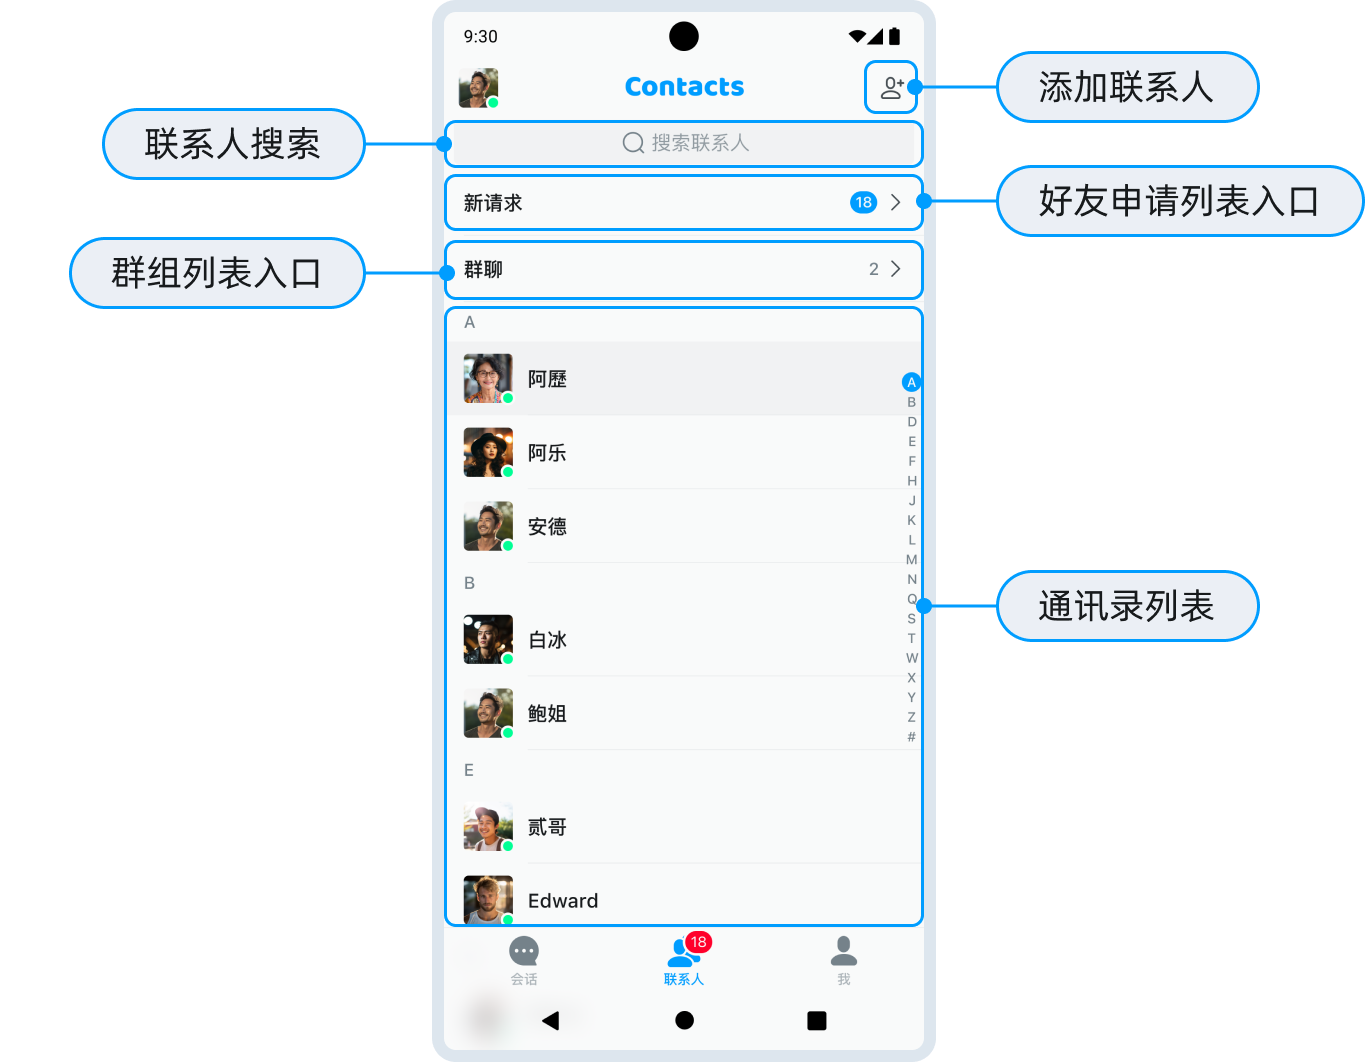 9:30
Contacts
添加联系人
联系人搜索
搜索联系人
新请求
18
好友申请列表入口
群组列表入口
群聊
2
A
阿歷
阿乐
安德
B
白冰
鲍姐
E
贰哥
Edward
A
B
D
E
F
H
J
K
L
M
N
Q
S
T
W
X
Y
Z
#
通讯录列表
18
会话
联系人
我